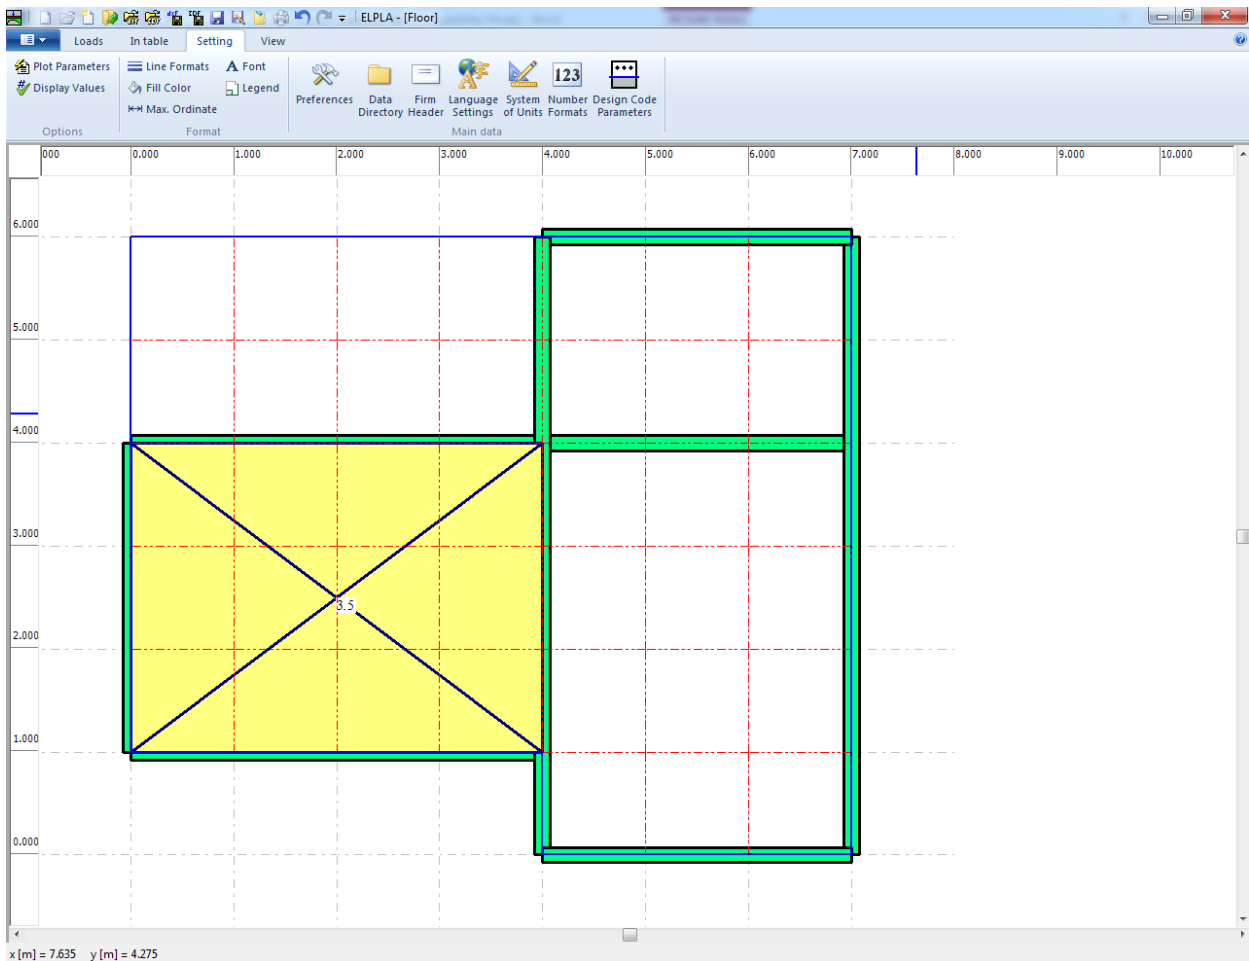 ELPLA - [Floor]
Loads In table Setting View
Plot Parameters Line Formats A Font
Display Values Fill Color Legend
Max. Ordinate
Preferences Data Directory Firm Header Language Settings System of Units 123 Number Formats Design Code Parameters
Options Format Main data
000 0.000 1.000 2.000 3.000 4.000 5.000 6.000 7.000 8.000 9.000 10.000
6.000
5.000
4.000
3.000
3.5
2.000
1.000
0.000
x [m] = 7.635 y [m] = 4.275